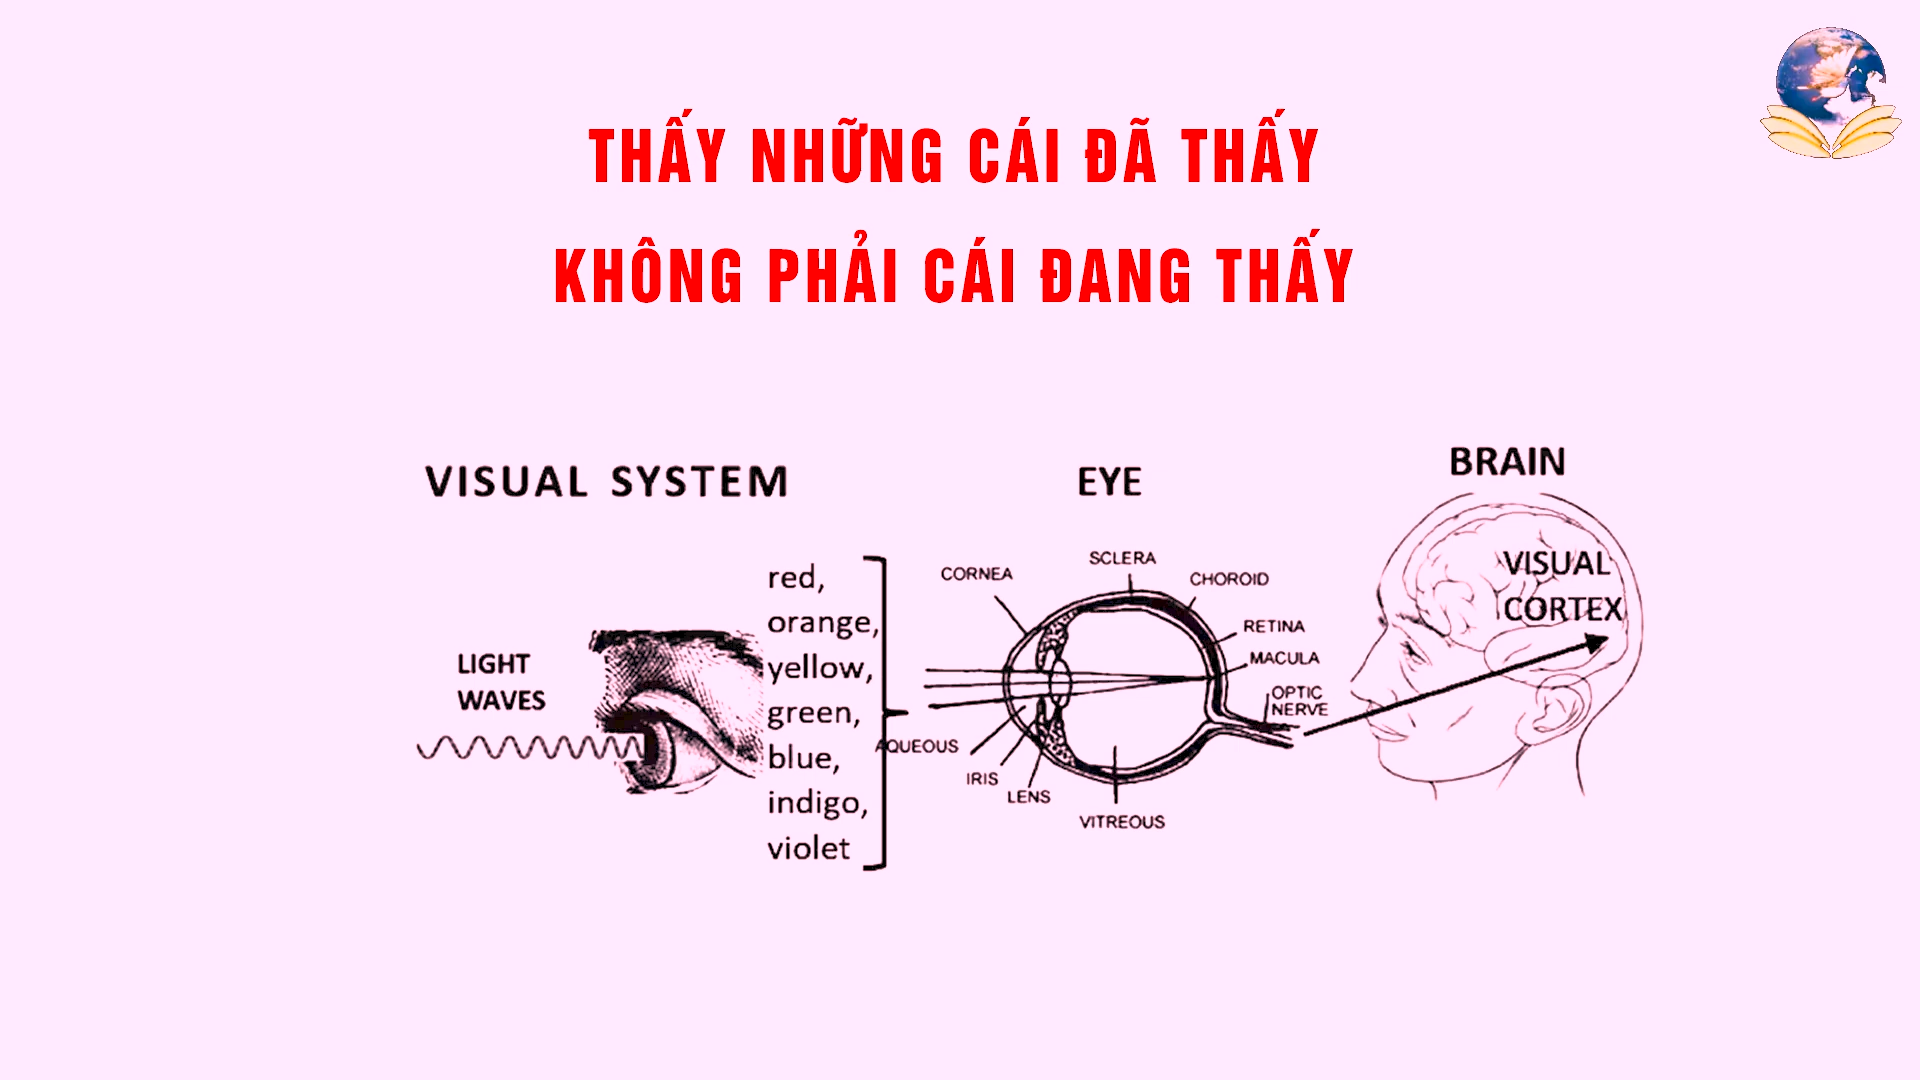 THẤY NHỮNG CÁI ĐÃ THẤY
KHÔNG PHẢI CÁI ĐANG THẤY
VISUAL SYSTEM
EYE
BRAIN
LIGHT
WAVES
red,
orange,
yellow,
green,
blue,
indigo,
violet
CORNEA
SCLERA
CHOROID
RETINA
MACULA
OPTIC
NERVE
AQUEOUS
IRIS
LENS
VITREOUS
VISUAL
CORTEX